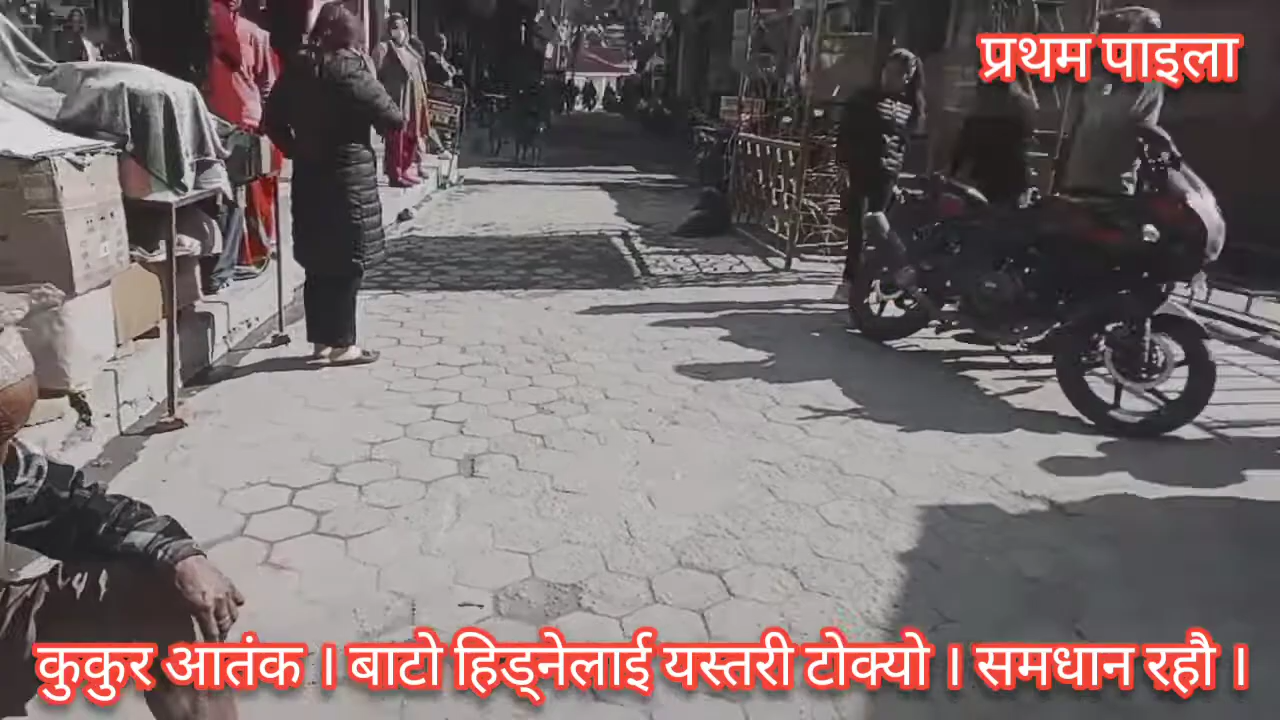 प्रथम पाइला
कुकुर आतंक । बाटो हिड्नेलाई यस्तरी टोक्यो । समधान रहौ ।